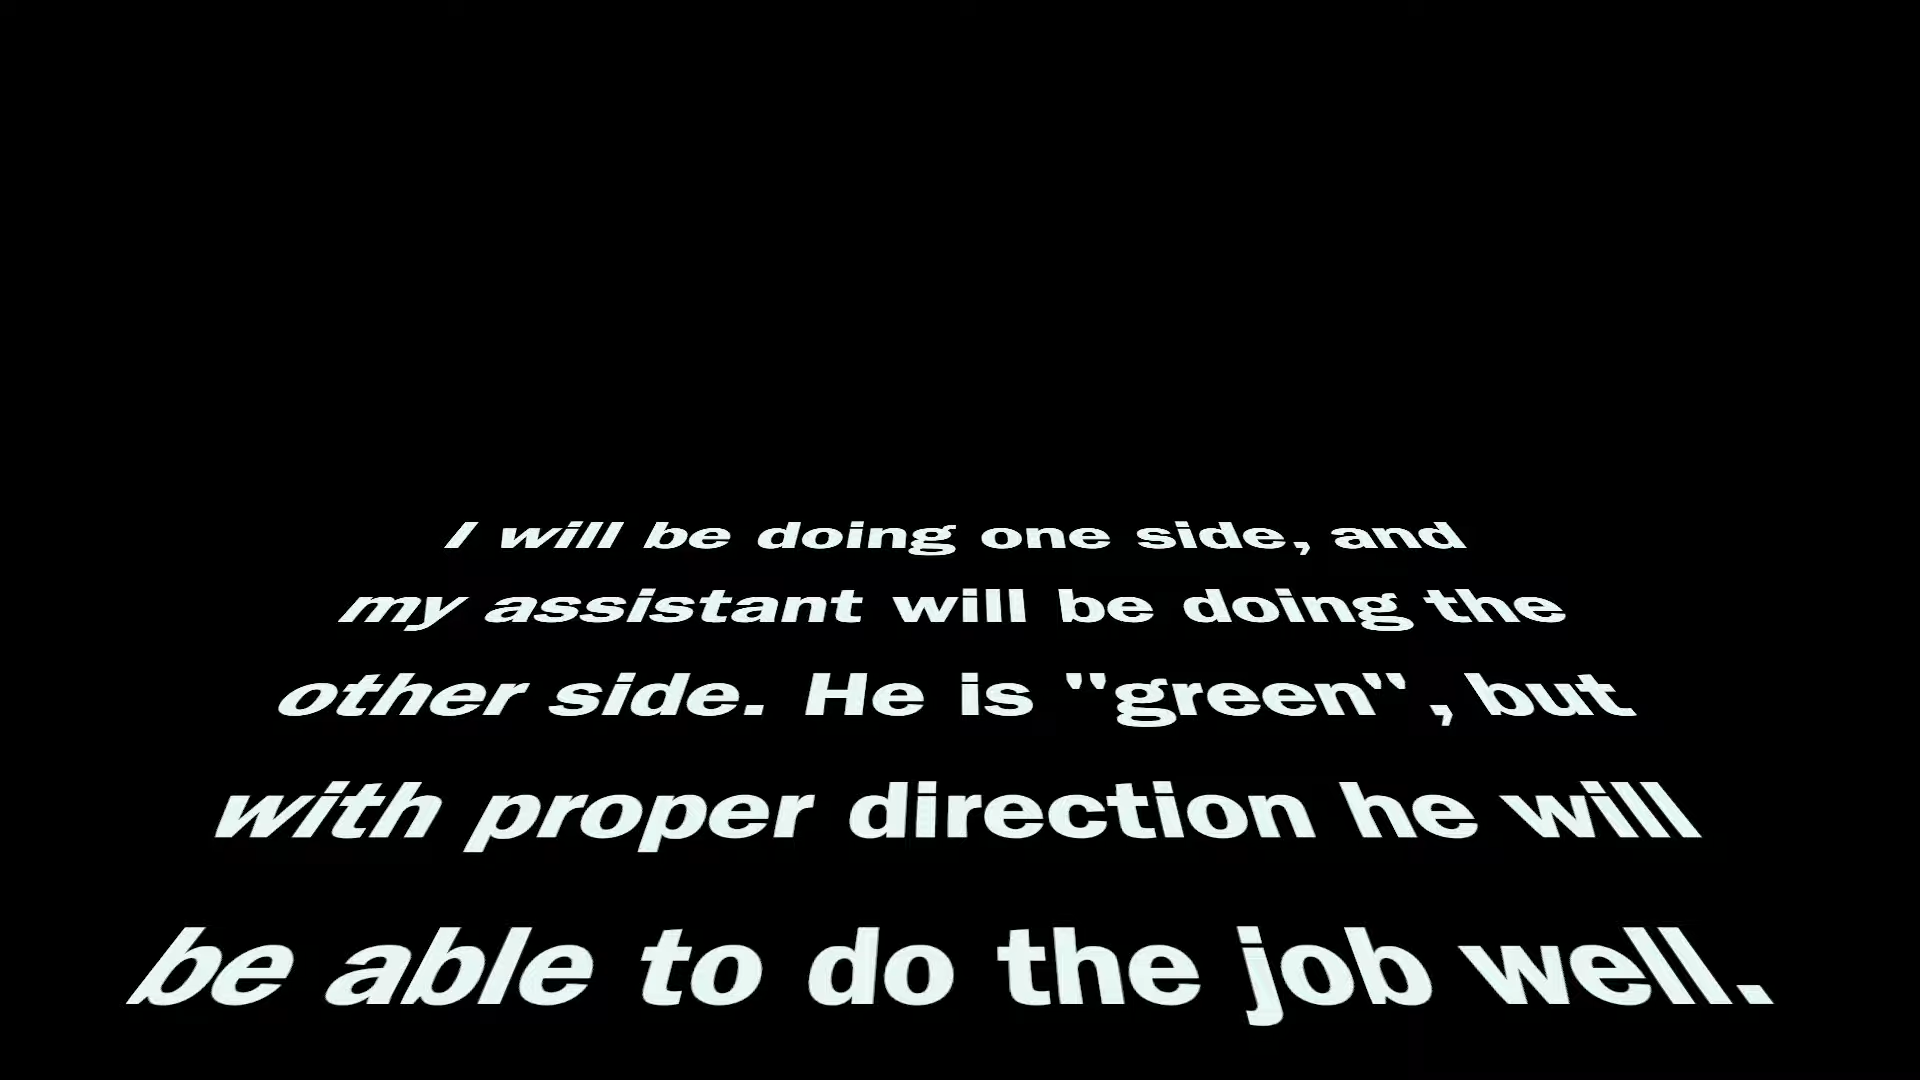 I will be doing one side, and
my assistant will be doing the
other side. He is "green", but
with proper direction he will
be able to do the job well.